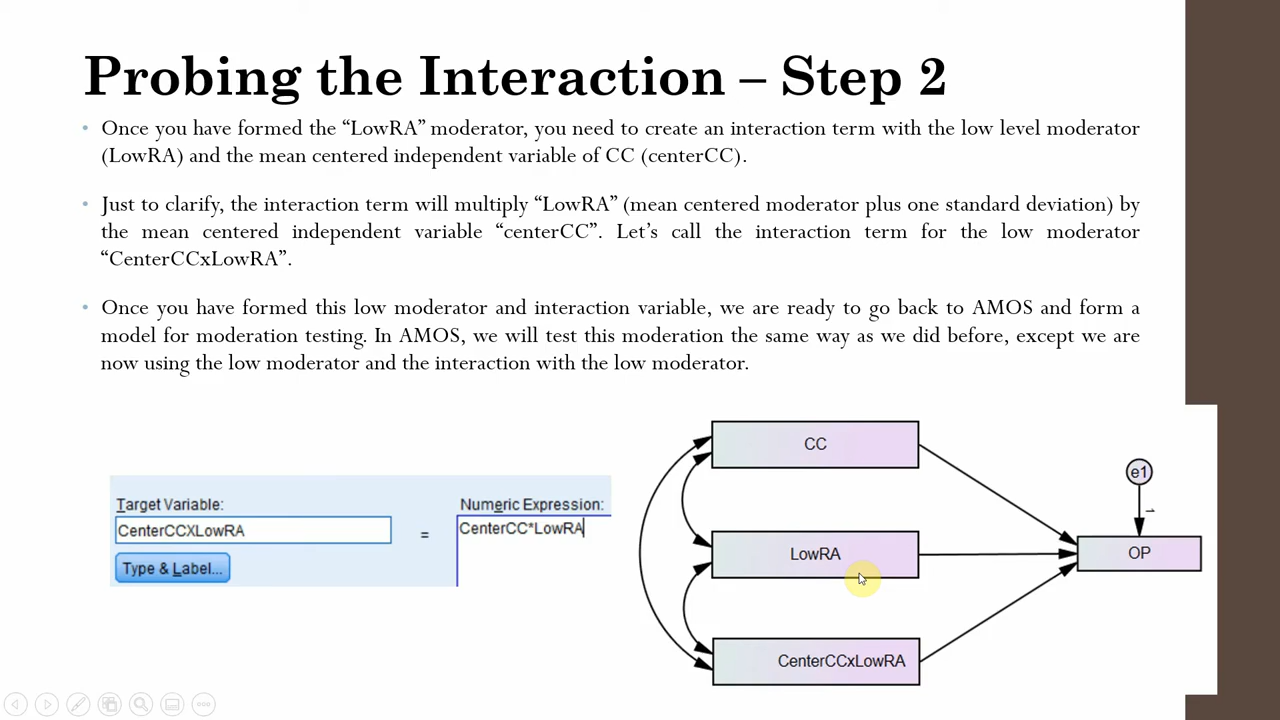 Probing the Interaction – Step 2
• Once you have formed the “LowRA” moderator, you need to create an interaction term with the low level moderator
(LowRA) and the mean centered independent variable of CC (centerCC).
• Just to clarify, the interaction term will multiply “LowRA” (mean centered moderator plus one standard deviation) by
the mean centered independent variable “centerCC”. Let’s call the interaction term for the low moderator
“CenterCCxLowRA”.
• Once you have formed this low moderator and interaction variable, we are ready to go back to AMOS and form a
model for moderation testing. In AMOS, we will test this moderation the same way as we did before, except we are
now using the low moderator and the interaction with the low moderator.
Target Variable:
CenterCCXLowRA
Type & Label...
=
Numeric Expression:
CenterCC*LowRA
CC
LowRA
CenterCCxLowRA
e1
1
OP